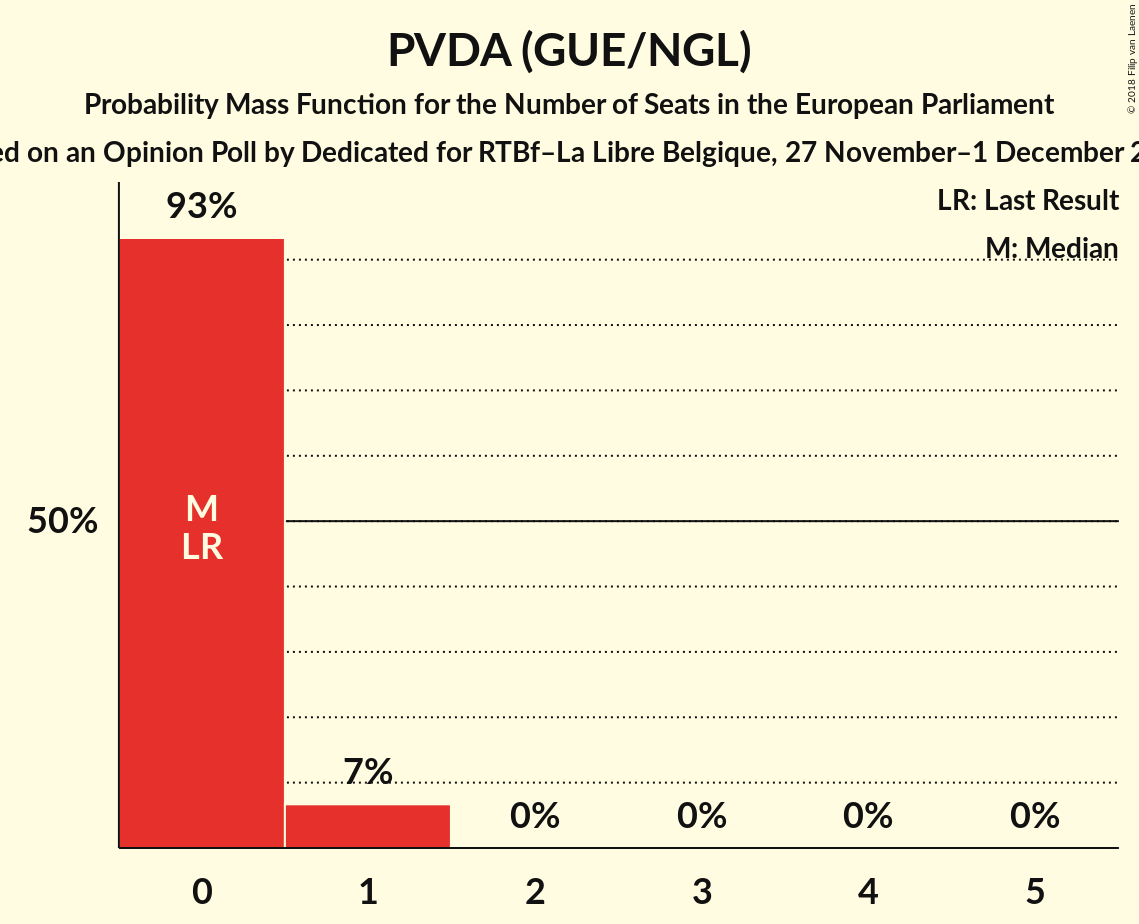 PVDA (GUE/NGL)
Probability Mass Function for the Number of Seats in the European Parliament
on an Opinion Poll by Dedicated for RTBf–La Libre Belgique, 27 November–1 December
© 2018 Filip van Laenen
LR: Last Result
M: Median
93%
50%
M
LR
7%
0% 0% 0% 0%
0 1 2 3 4 5